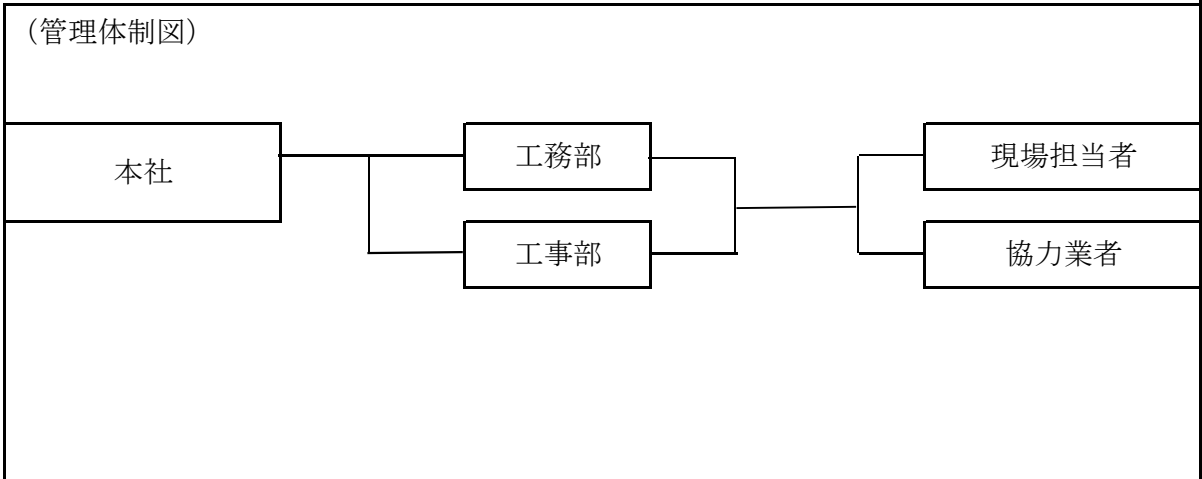 （管理体制図）
本社
工務部
工事部
現場担当者
協力業者